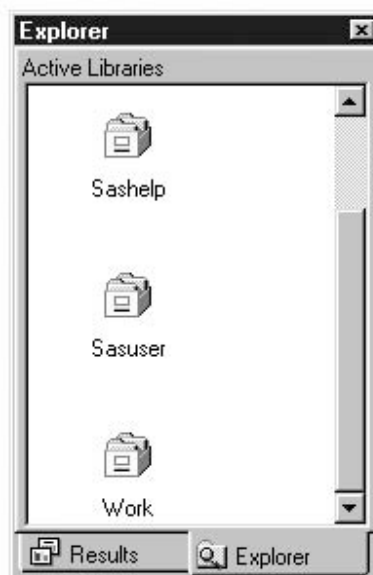 Explorer
Active Libraries
Sashelp
Sasuser
Work
Results
Explorer